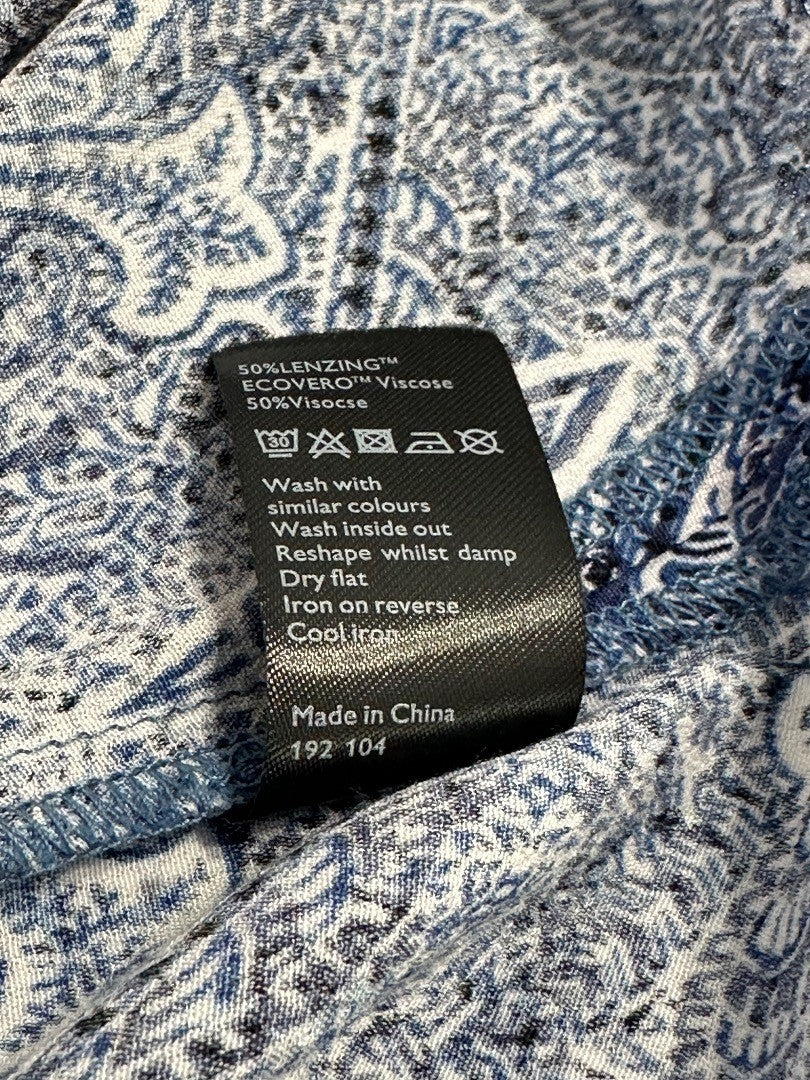 50%LENZING™
ECOVERO™ Viscose
50%Visocse
30
Wash with
similar colours
Wash inside out
Reshape whilst damp
Dry flat
Iron on reverse
Cool iron
Made in China
192 104